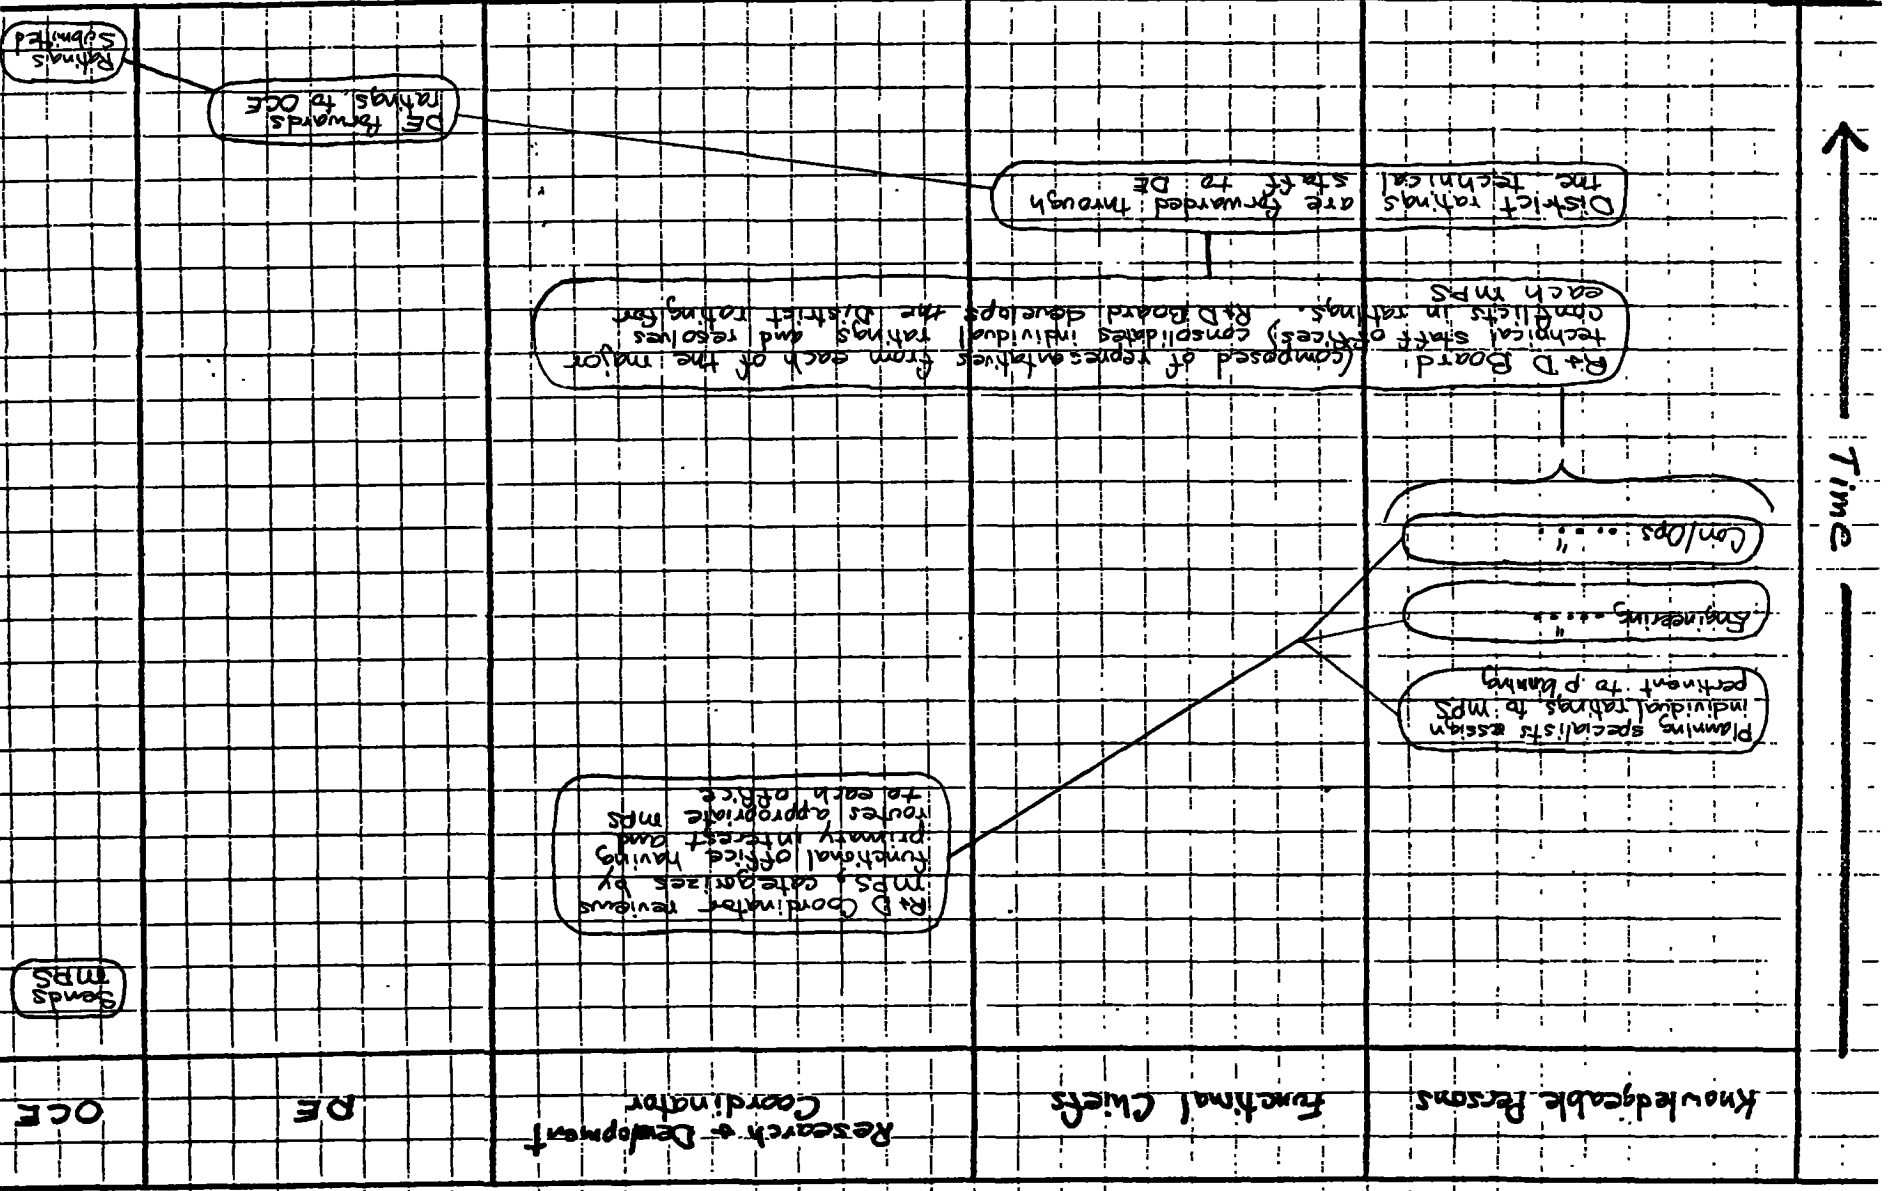 Knowledgeable Persons
Functional Chiefs
Research & Development
Coordinator
DE
OCE
Time
Sends
MPS
R+D Coordinator reviews
MPS, categorizes by
functional office having
primary interest and
routes appropriate MPS
to each office
Planning specialists assign
individual ratings to MPS
pertinent to planning
Engineering ....."
Con/Ops ....."
R+D Board (composed of representatives from each of the major
technical staff offices) consolidates individual ratings and resolves
conflicts in ratings. R+D Board develops the District rating for
each MPS
District ratings are forwarded through
the technical staff to DE
DE forwards
ratings to OCE
Ratings
Submitted